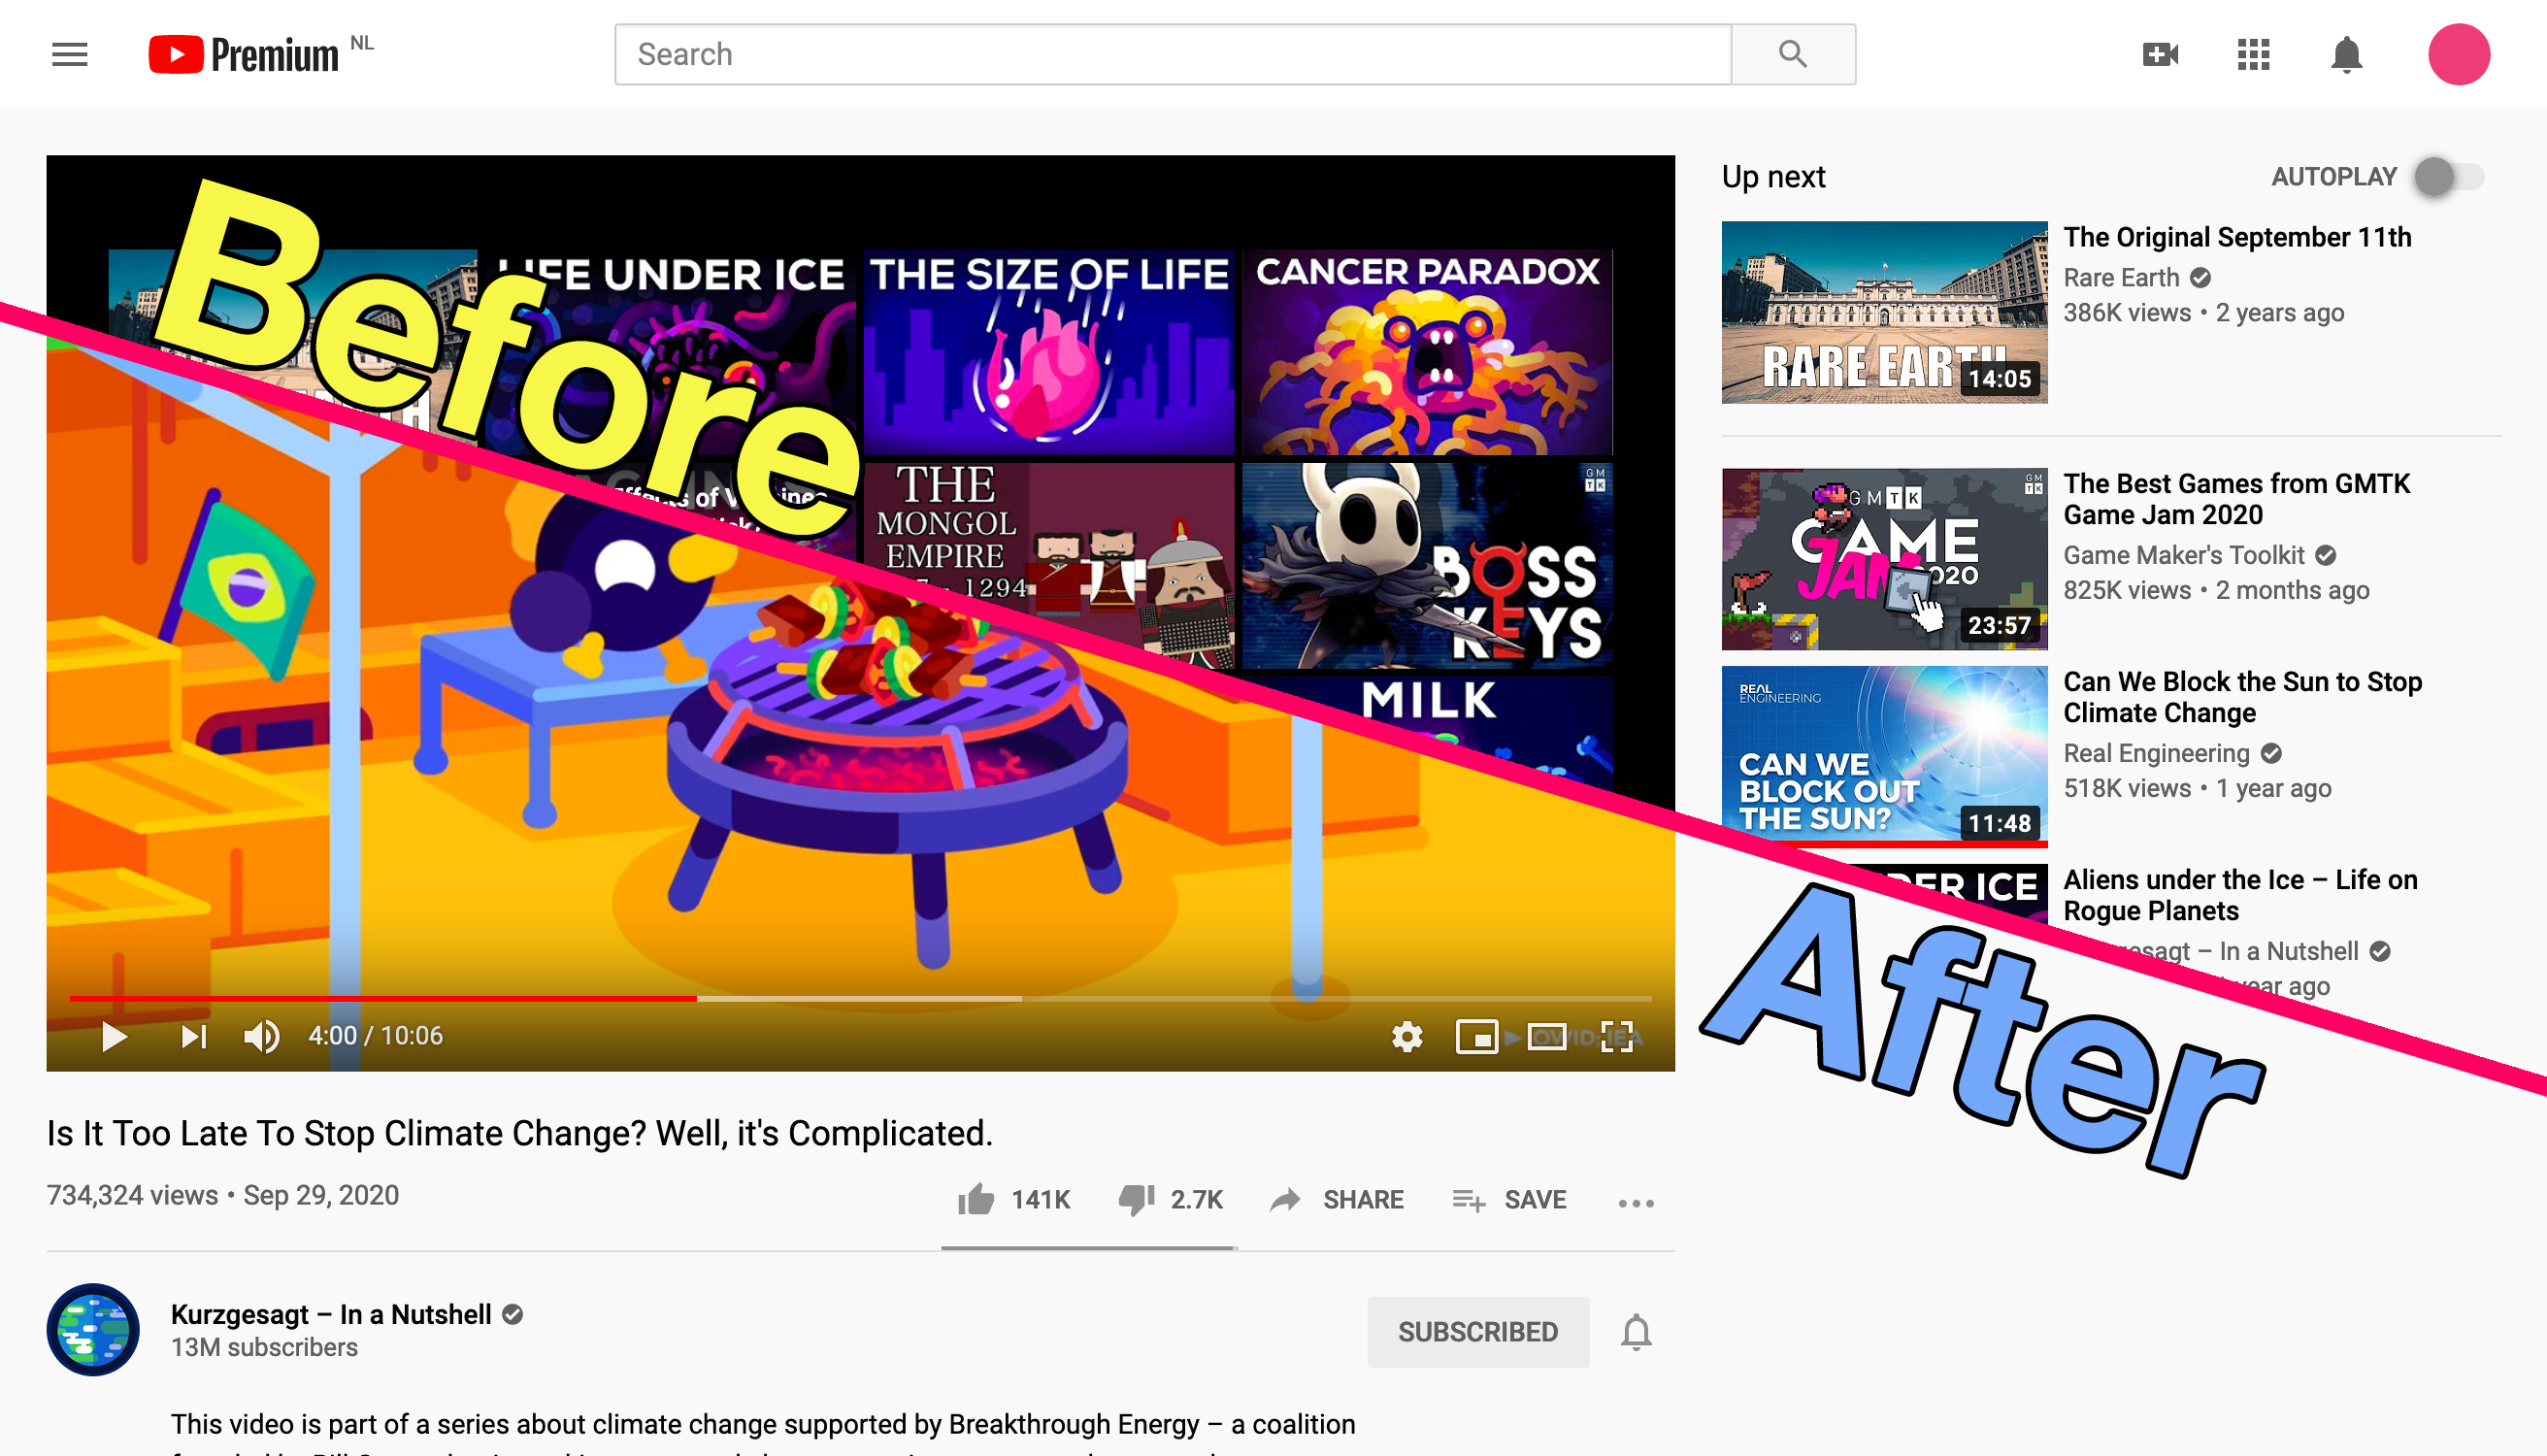 Premium NL
Search
Before
LIFE UNDER ICE
THE SIZE OF LIFE
CANCER PARADOX
THE
MONGOL
EMPIRE
1294
GM
TK
BOSS
KEYS
MILK
4:00 / 10:06
OWID; IEA
Is It Too Late To Stop Climate Change? Well, it's Complicated.
734,324 views • Sep 29, 2020
141K
2.7K
SHARE
SAVE
Kurzgesagt – In a Nutshell
13M subscribers
SUBSCRIBED
This video is part of a series about climate change supported by Breakthrough Energy – a coalition
Up next
AUTOPLAY
RARE EARTH
14:05
The Original September 11th
Rare Earth
386K views • 2 years ago
GMTK
GAME
JAM 2020
GM
TK
23:57
The Best Games from GMTK
Game Jam 2020
Game Maker's Toolkit
825K views • 2 months ago
REAL
ENGINEERING
CAN WE
BLOCK OUT
THE SUN?
11:48
Can We Block the Sun to Stop
Climate Change
Real Engineering
518K views • 1 year ago
ICE
Aliens under the Ice – Life on
Rogue Planets
– In a Nutshell
year ago
After